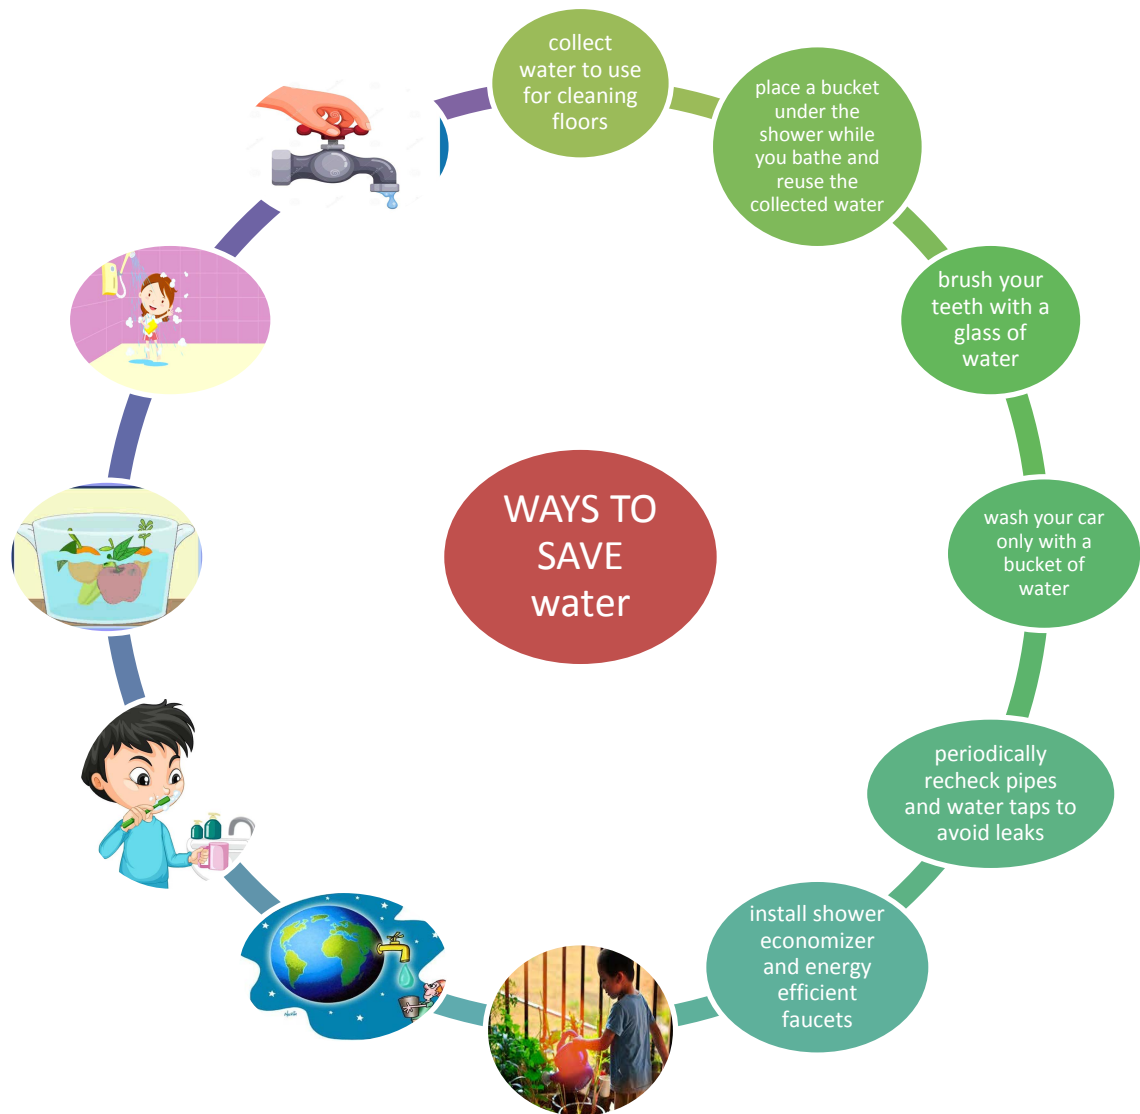 collect
water to use
for cleaning
floors
place a bucket
under the
shower while
you bathe and
reuse the
collected water
brush your
teeth with a
glass of
water
wash your car
only with a
bucket of
water
periodically
recheck pipes
and water taps to
avoid leaks
install shower
economizer
and energy
efficient
faucets
WAYS TO
SAVE
water